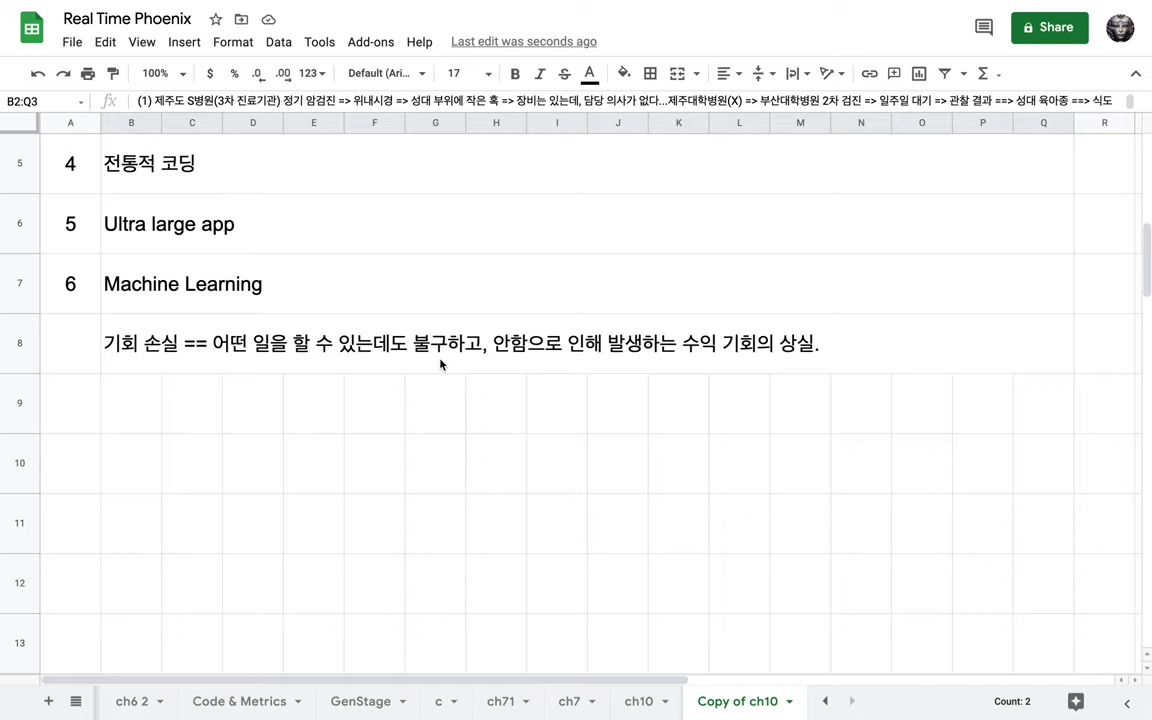 Real Time Phoenix
File Edit View Insert Format Data Tools Add-ons Help Last edit was seconds ago
Share
100% $ % .0 .00 123 Default (Ari... 17 B I S A
B2:Q3 fx (1) 제주도 S병원(3차 진료기관) 정기 암검진 => 위내시경 => 성대 부위에 작은 혹 => 장비는 있는데, 담당 의사가 없다...제주대학병원(X) => 부산대학병원 2차 검진 => 일주일 대기 => 관찰 결과 ==> 성대 육아종 ==> 식도
A B C D E F G H I J K L M N O P Q R
5 4 전통적 코딩
6 5 Ultra large app
7 6 Machine Learning
8 기회 손실 == 어떤 일을 할 수 있는데도 불구하고, 안함으로 인해 발생하는 수익 기회의 상실.
9
10
11
12
13
ch6 2 Code & Metrics GenStage c ch71 ch7 ch10 Copy of ch10 Count: 2